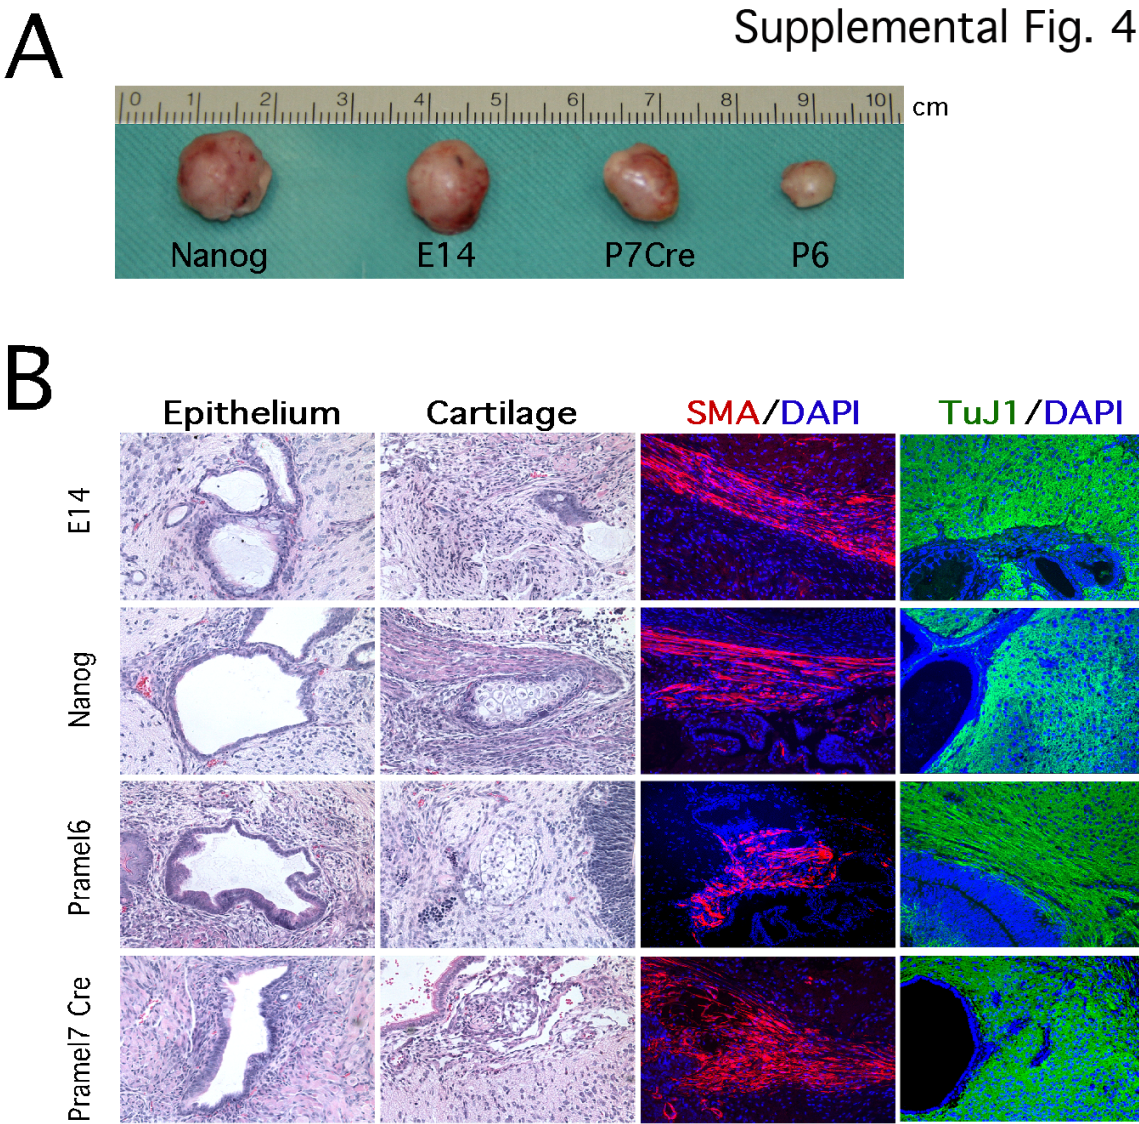 Supplemental Fig. 4
A
0 1 2 3 4 5 6 7 8 9 10 cm
Nanog E14 P7Cre P6
B
Epithelium Cartilage SMA/DAPI TuJ1/DAPI
E14
Nanog
Pramel6
Pramel7 Cre